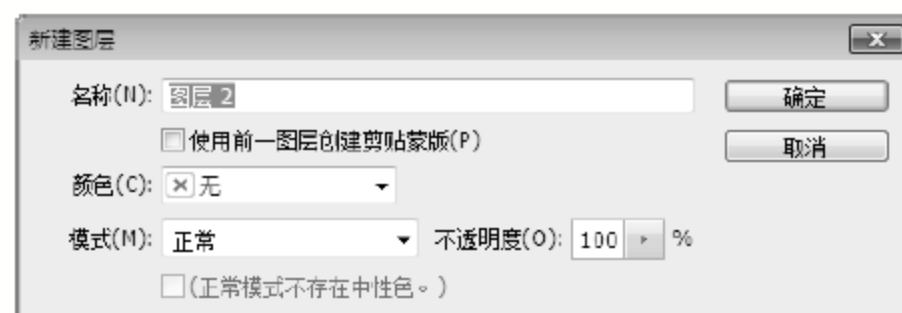 新建图层
名称(N): 图层 2 确定
使用前一图层创建剪贴蒙版(P) 取消
颜色(C): 无
模式(M): 正常 不透明度(O): 100 %
(正常模式不存在中性色。)